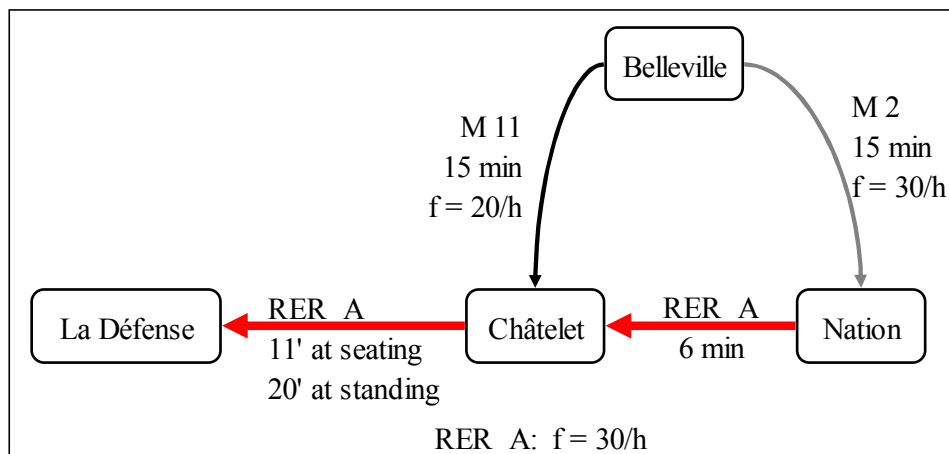 Belleville
M 11
15 min
f = 20/h
M 2
15 min
f = 30/h
La Défense
RER A
11' at seating
20' at standing
Châtelet
RER A
6 min
Nation
RER A: f = 30/h